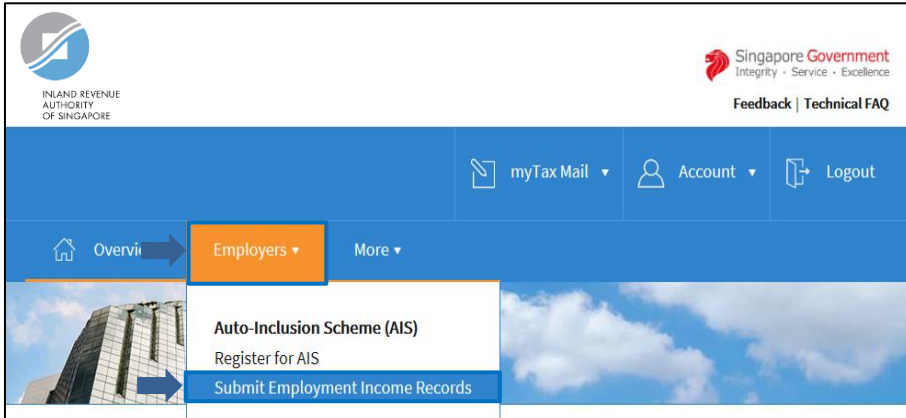 INLAND REVENUE
AUTHORITY
OF SINGAPORE
Singapore Government
Integrity · Service · Excellence
Feedback | Technical FAQ
myTax Mail ▾
Account ▾
Logout
Employers ▾
More ▾
Auto-Inclusion Scheme (AIS)
Register for AIS
Submit Employment Income Records